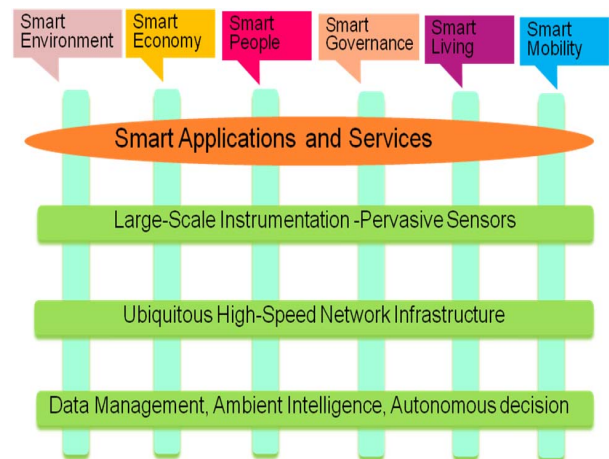 Smart
Environment
Smart
Economy
Smart
People
Smart
Governance
Smart
Living
Smart
Mobility
Smart Applications and Services
Large-Scale Instrumentation -Pervasive Sensors
Ubiquitous High-Speed Network Infrastructure
Data Management, Ambient Intelligence, Autonomous decision